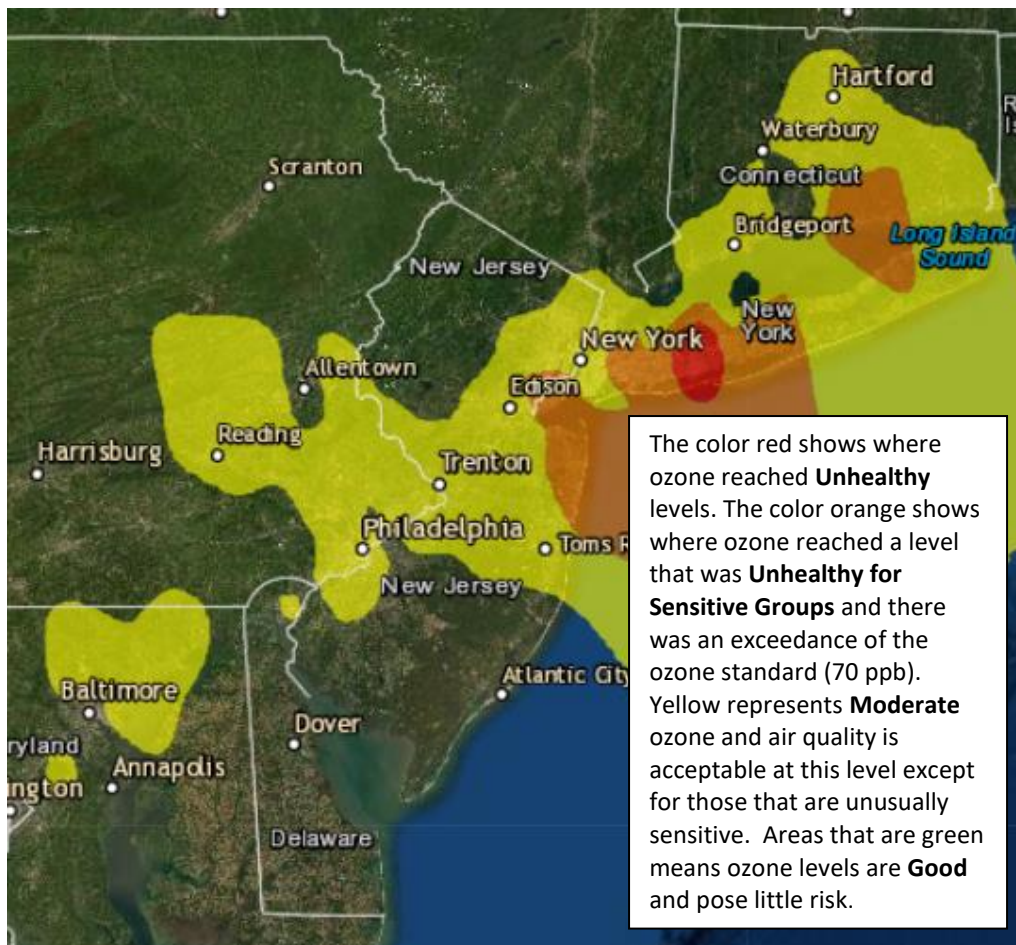 Hartford
R
Is
Waterbury
Scranton
Connecticut
Bridgeport
Long Island
Sound
New Jersey
New
York
New York
Allentown
Edison
Reading
Harrisburg
Trenton
Philadelphia
Toms R
New Jersey
Atlantic City
Baltimore
Dover
ryland
Annapolis
ington
Delaware
The color red shows where
ozone reached Unhealthy
levels. The color orange shows
where ozone reached a level
that was Unhealthy for
Sensitive Groups and there
was an exceedance of the
ozone standard (70 ppb).
Yellow represents Moderate
ozone and air quality is
acceptable at this level except
for those that are unusually
sensitive.  Areas that are green
means ozone levels are Good
and pose little risk.